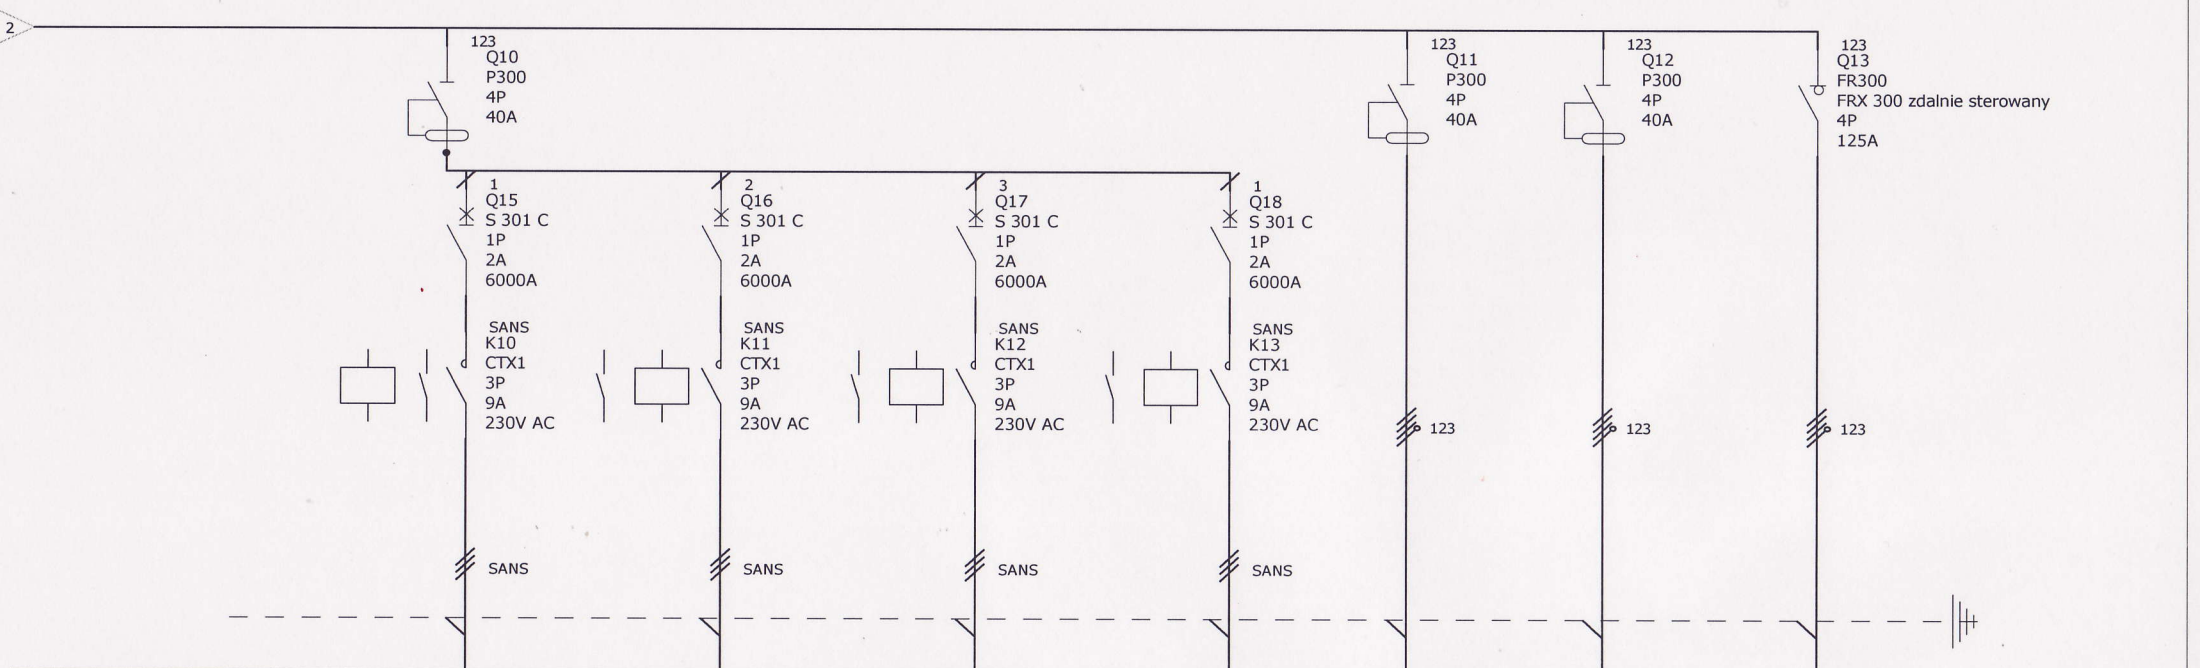 2
123
Q10
P300
4P
40A
123
Q11
P300
4P
40A
123
Q12
P300
4P
40A
123
Q13
FR300
FRX 300 zdalnie sterowany
4P
125A
1
Q15
S 301 C
1P
2A
6000A
2
Q16
S 301 C
1P
2A
6000A
3
Q17
S 301 C
1P
2A
6000A
1
Q18
S 301 C
1P
2A
6000A
SANS
K10
CTX1
3P
9A
230V AC
SANS
K11
CTX1
3P
9A
230V AC
SANS
K12
CTX1
3P
9A
230V AC
SANS
K13
CTX1
3P
9A
230V AC
123
123
123
SANS
SANS
SANS
SANS